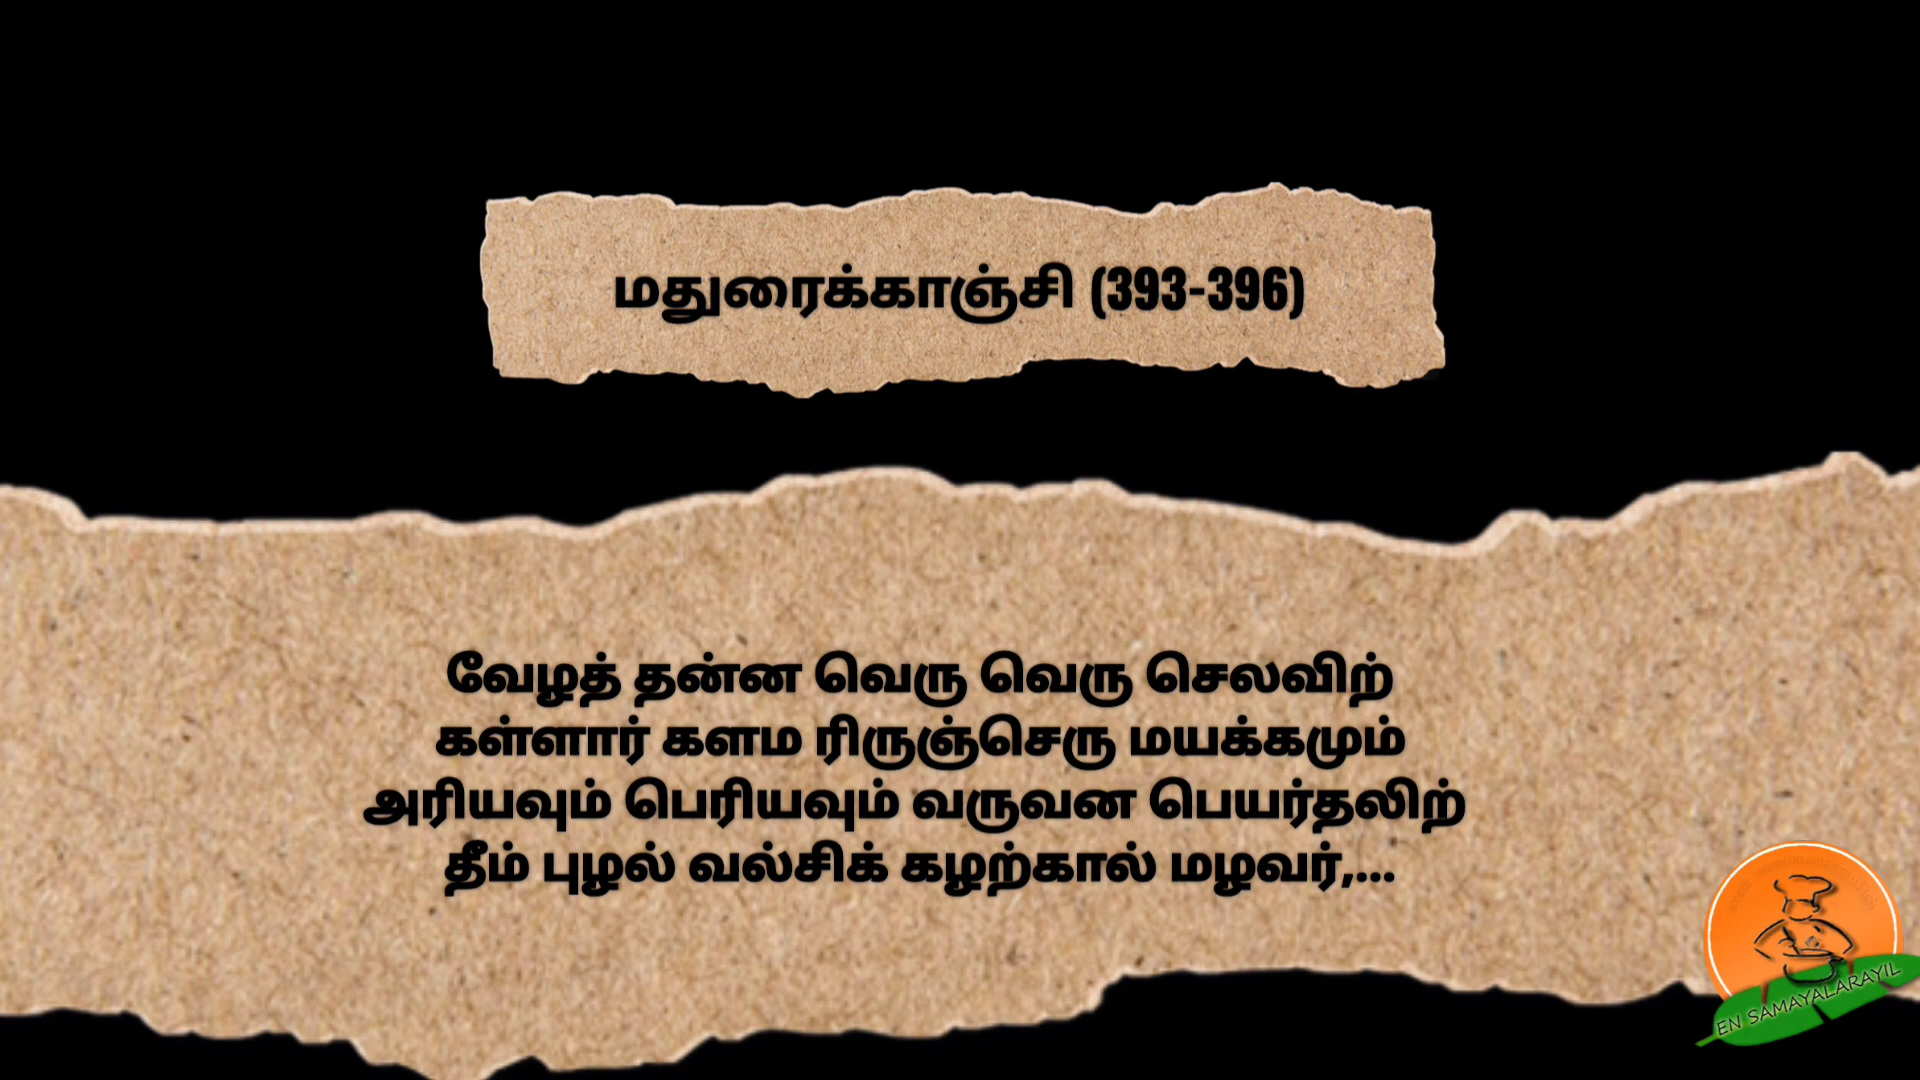 மதுரைக்காஞ்சி (393-396)
வேழத் தன்ன வெரு வெரு செலவிற்
கள்ளார் களம ரிருஞ்செரு மயக்கமும்
அரியவும் பெரியவும் வருவன பெயர்தலிற்
தீம் புழல் வல்சிக் கழற்கால் மழவர்,...
EN SAMAYALARAYIL